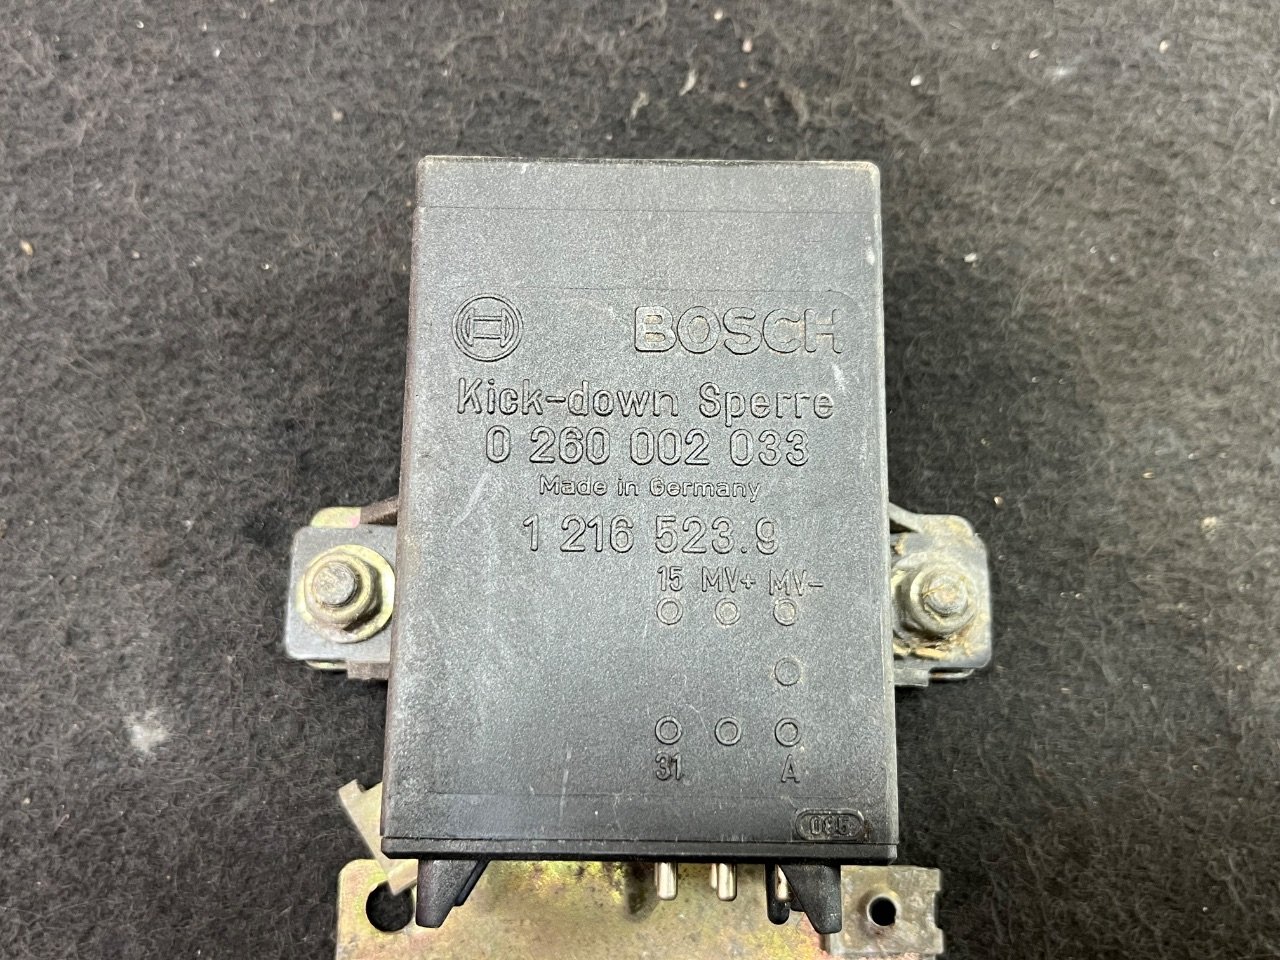 BOSCH
Kick-down Sperre
0 260 002 033
Made in Germany
1 216 523.9
15 MV+ MV-
31 A
095